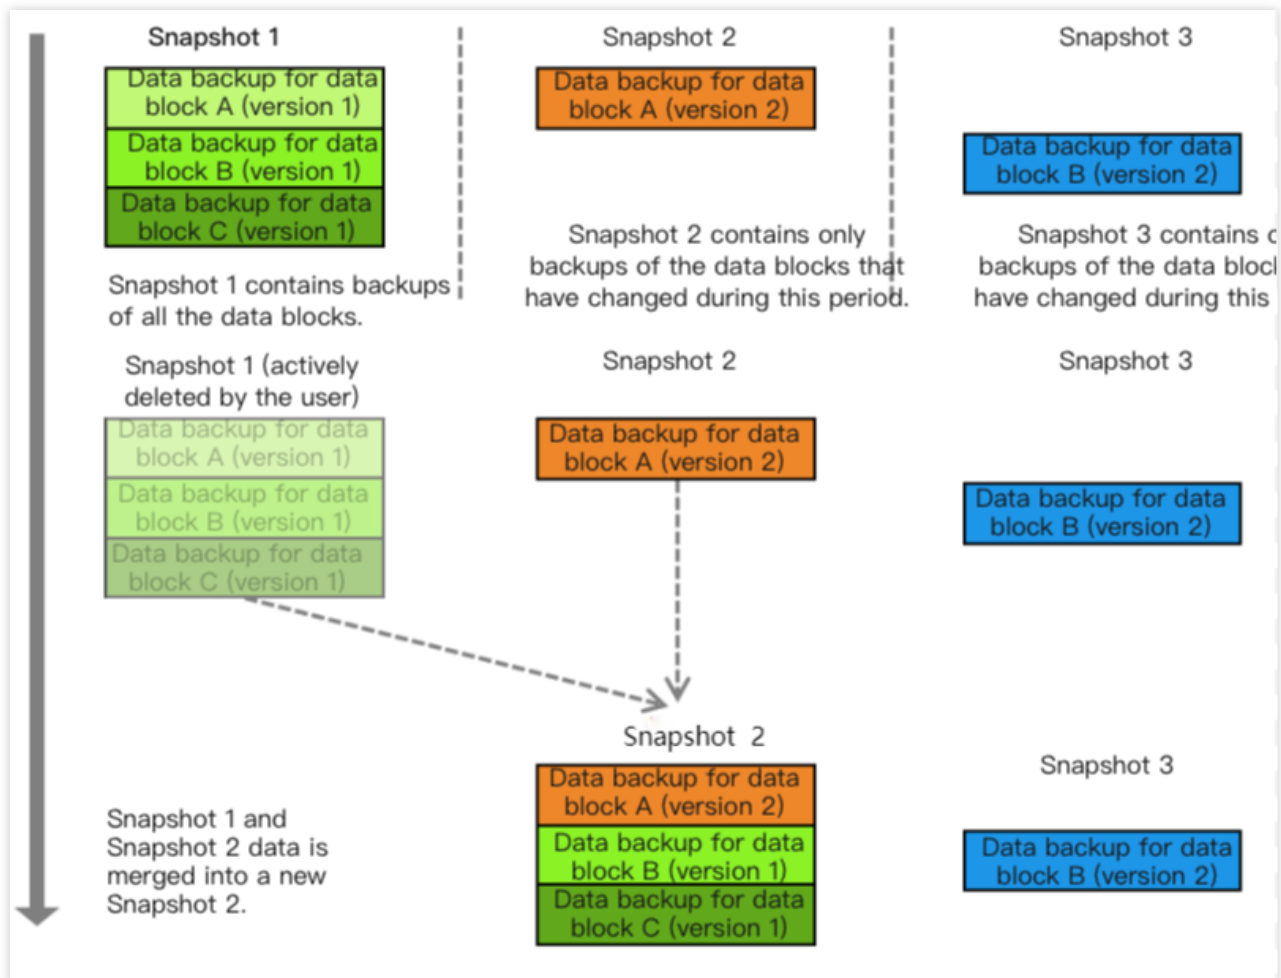 Snapshot 1
Data backup for data
block A (version 1)
Data backup for data
block B (version 1)
Data backup for data
block C (version 1)
Snapshot 1 contains backups
of all the data blocks.
Snapshot 2
Data backup for data
block A (version 2)
Snapshot 2 contains only
backups of the data blocks that
have changed during this period.
Snapshot 3
Data backup for data
block B (version 2)
Snapshot 3 contains
backups of the data
have changed during this
Snapshot 1 (actively
deleted by the user)
Data backup for data
block A (version 1)
Data backup for data
block B (version 1)
Data backup for data
block C (version 1)
Snapshot 2
Data backup for data
block A (version 2)
Snapshot 3
Data backup for data
block B (version 2)
Snapshot 1 and
Snapshot 2 data is
merged into a new
Snapshot 2.
Snapshot 2
Data backup for data
block A (version 2)
Data backup for data
block B (version 1)
Data backup for data
block C (version 1)
Snapshot 3
Data backup for data
block B (version 2)